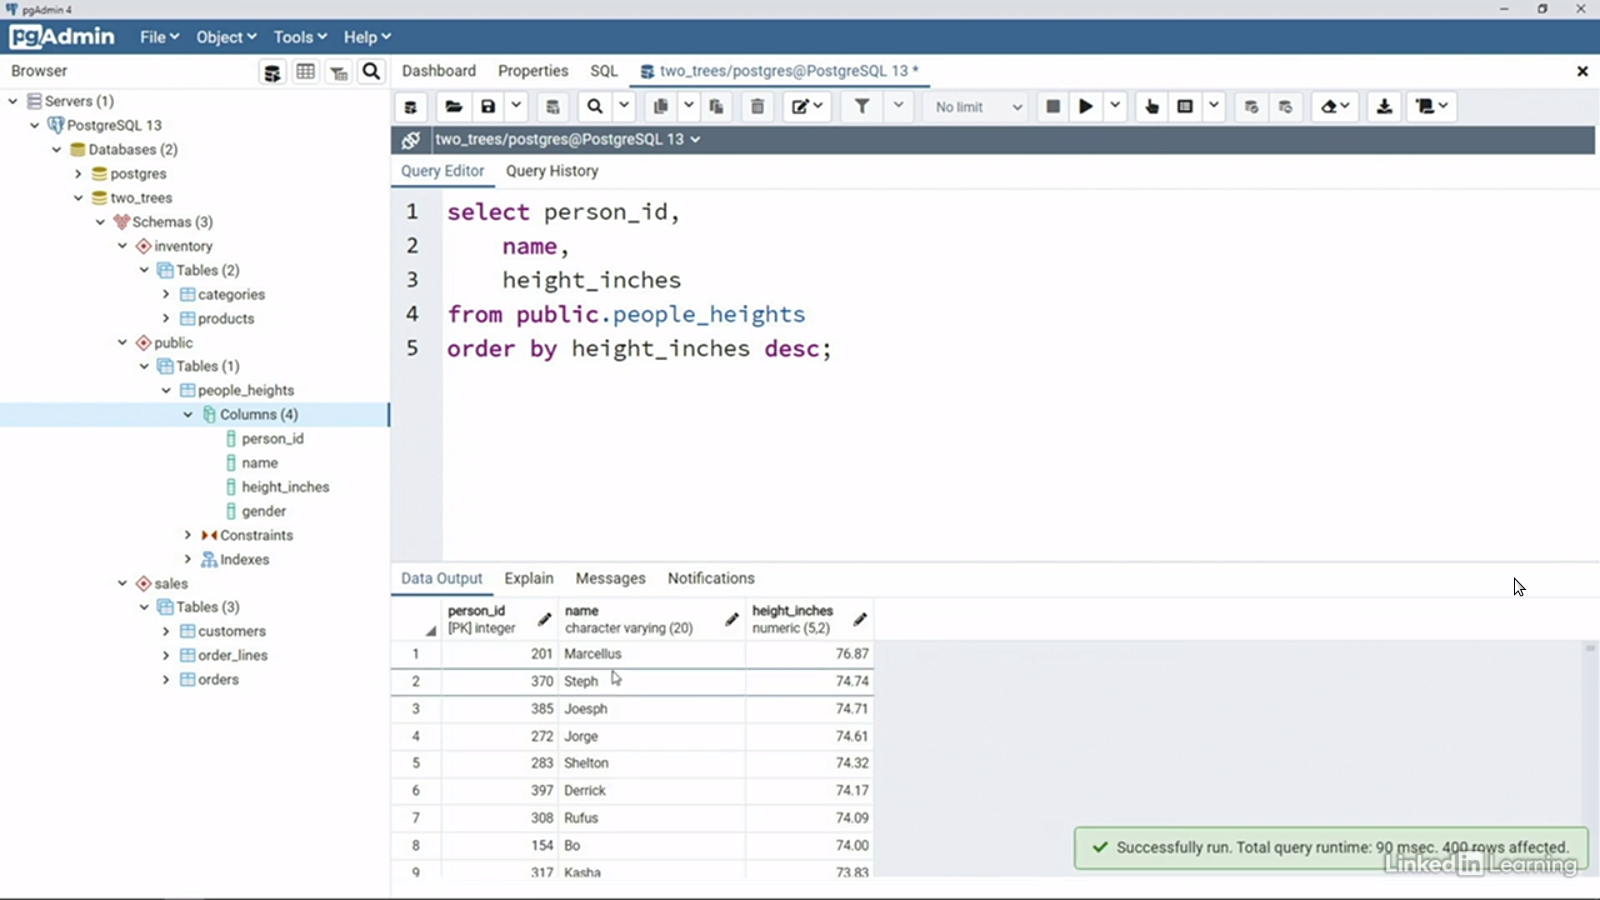 pgAdmin 4
pgAdmin File Object Tools Help
Browser
Dashboard Properties SQL two_trees/postgres@PostgreSQL 13 *
No limit
two_trees/postgres@PostgreSQL 13
Query Editor Query History
Servers (1)
PostgreSQL 13
Databases (2)
postgres
two_trees
Schemas (3)
inventory
Tables (2)
categories
products
public
Tables (1)
people_heights
Columns (4)
person_id
name
height_inches
gender
Constraints
Indexes
sales
Tables (3)
customers
order_lines
orders
1 select person_id,
2 name,
3 height_inches
4 from public.people_heights
5 order by height_inches desc;
Data Output Explain Messages Notifications
person_id name height_inches
[PK] integer character varying (20) numeric (5,2)
1 201 Marcellus 76.87
2 370 Steph 74.74
3 385 Joesph 74.71
4 272 Jorge 74.61
5 283 Shelton 74.32
6 397 Derrick 74.17
7 308 Rufus 74.09
8 154 Bo 74.00
9 317 Kasha 73.83
Successfully run. Total query runtime: 90 msec. 400 rows affected.
Linked in Learning